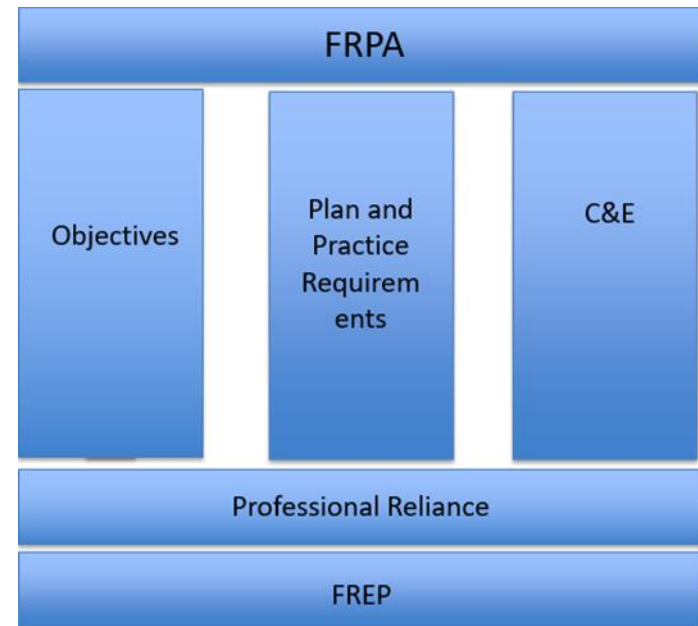 FRPA
Objectives
Plan and
Practice
Requirem
ents
C&E
Professional Reliance
FREP